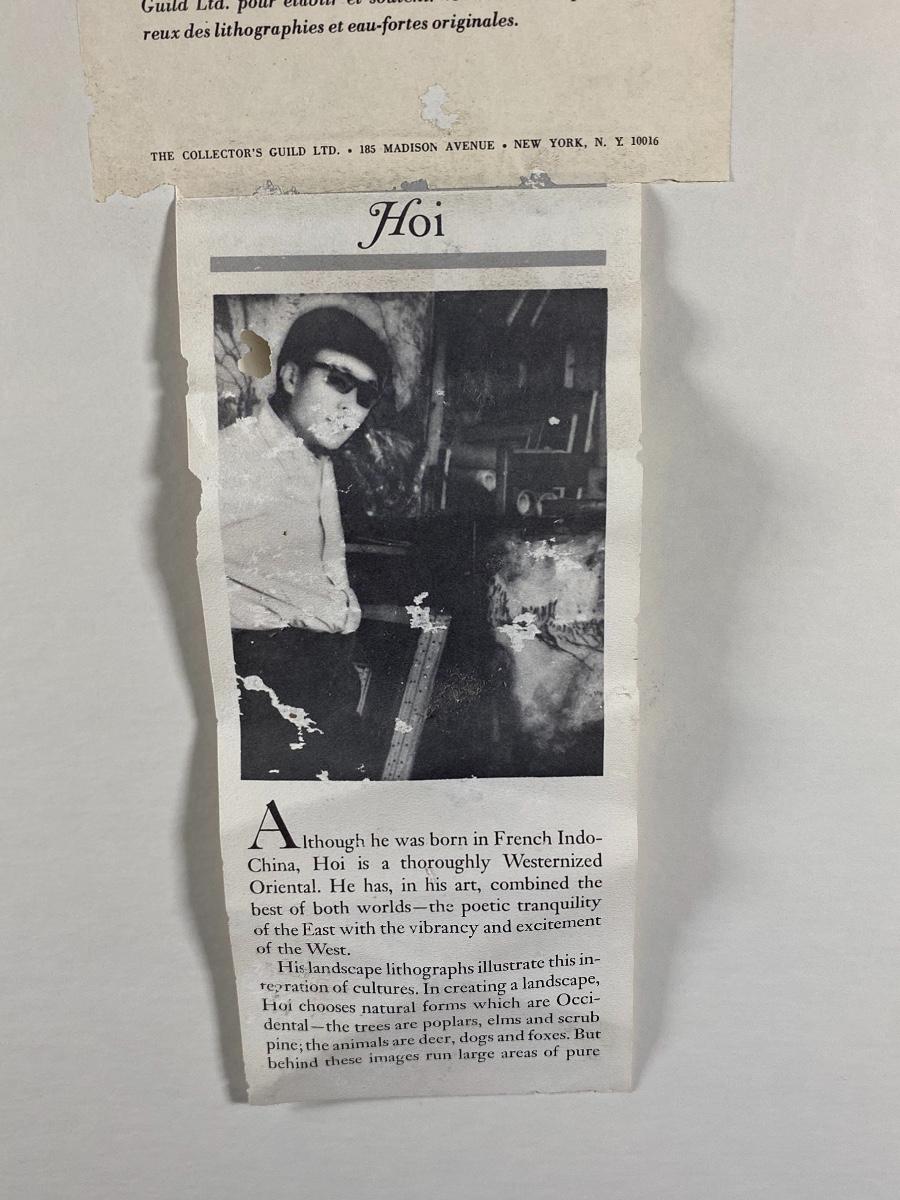 Guild Ltd. pour établir et
reux des lithographies et eau-fortes originales.
THE COLLECTOR'S GUILD LTD. • 185 MADISON AVENUE • NEW YORK, N. Y. 10016
Hoi
Although he was born in French Indo-
China, Hoi is a thoroughly Westernized
Oriental. He has, in his art, combined the
best of both worlds—the poetic tranquility
of the East with the vibrancy and excitement
of the West.
His landscape lithographs illustrate this in-
tegration of cultures. In creating a landscape,
Hoi chooses natural forms which are Occi-
dental—the trees are poplars, elms and scrub
pine; the animals are deer, dogs and foxes. But
behind these images run large areas of pure